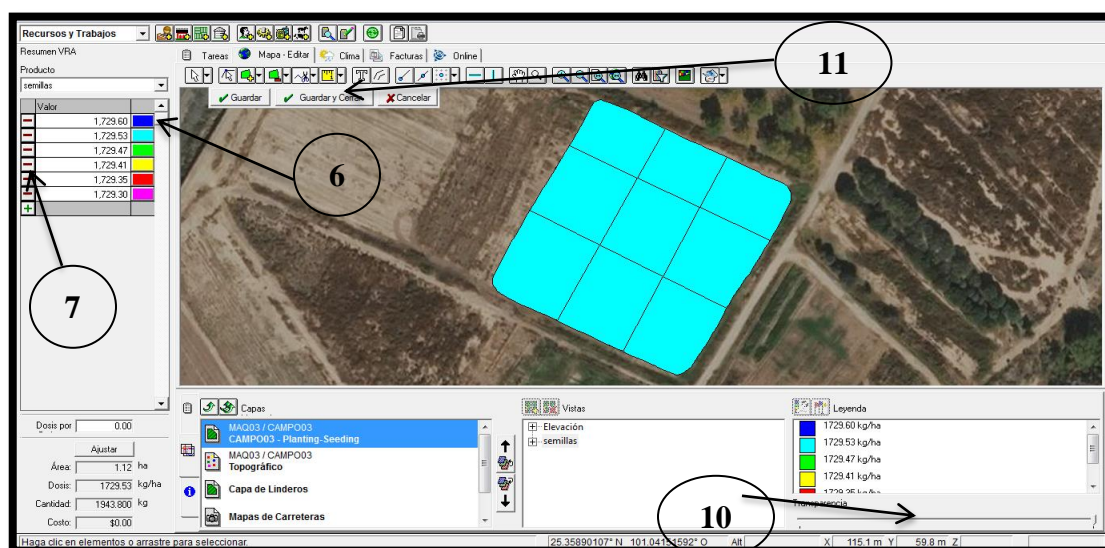 Recursos y Trabajos
Resumen VRA
Tareas Mapa - Editar Clima Facturas Online
Producto
semillas
Guardar Guardar y Cerrar Cancelar
11
Valor
1,729.60
1,729.53
1,729.47
1,729.41
1,729.35
1,729.30
6
7
Dosis por 0.00
Ajustar
Área: 1.12 ha
Dosis: 1729.53 kg/ha
Cantidad: 1943.800 kg
Costo: $0.00
Capas
MAQ03 / CAMPO03
CAMPO03 - Planting-Seeding
MAQ03 / CAMPO03
Topográfico
Capa de Linderos
Mapas de Carreteras
Vistas
Elevación
semillas
Leyenda
1729.60 kg/ha
1729.53 kg/ha
1729.47 kg/ha
1729.41 kg/ha
1729.35 kg/ha
Transparencia
10
Haga clic en elementos o arrastre para seleccionar. 25.35890107° N 101.04151592° O Alt X 115.1 m Y 59.8 m Z